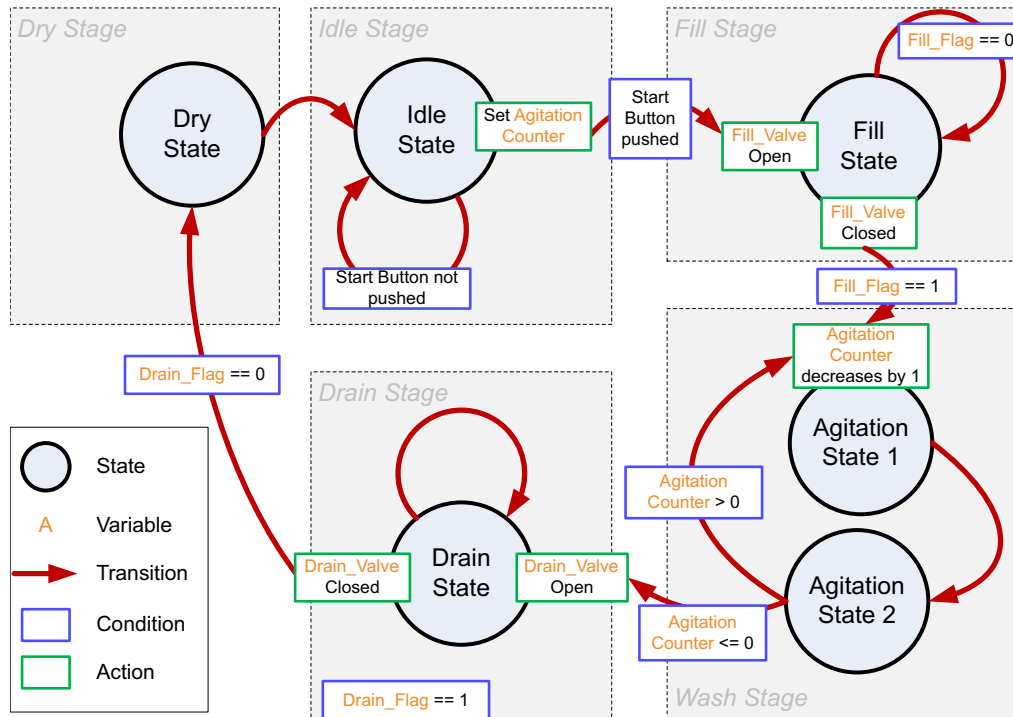 Dry Stage
Idle Stage
Fill Stage
Fill_Flag == 0
Dry
State
Idle
State
Set Agitation
Counter
Start
Button
pushed
Fill_Valve
Open
Fill
State
Fill_Valve
Closed
Start Button not
pushed
Fill_Flag == 1
Agitation
Counter
decreases by 1
Drain_Flag == 0
Drain Stage
Agitation
State 1
State
Agitation
Counter > 0
A
Variable
Transition
Drain_Valve
Closed
Drain
State
Drain_Valve
Open
Agitation
State 2
Condition
Agitation
Counter <= 0
Action
Drain_Flag == 1
Wash Stage